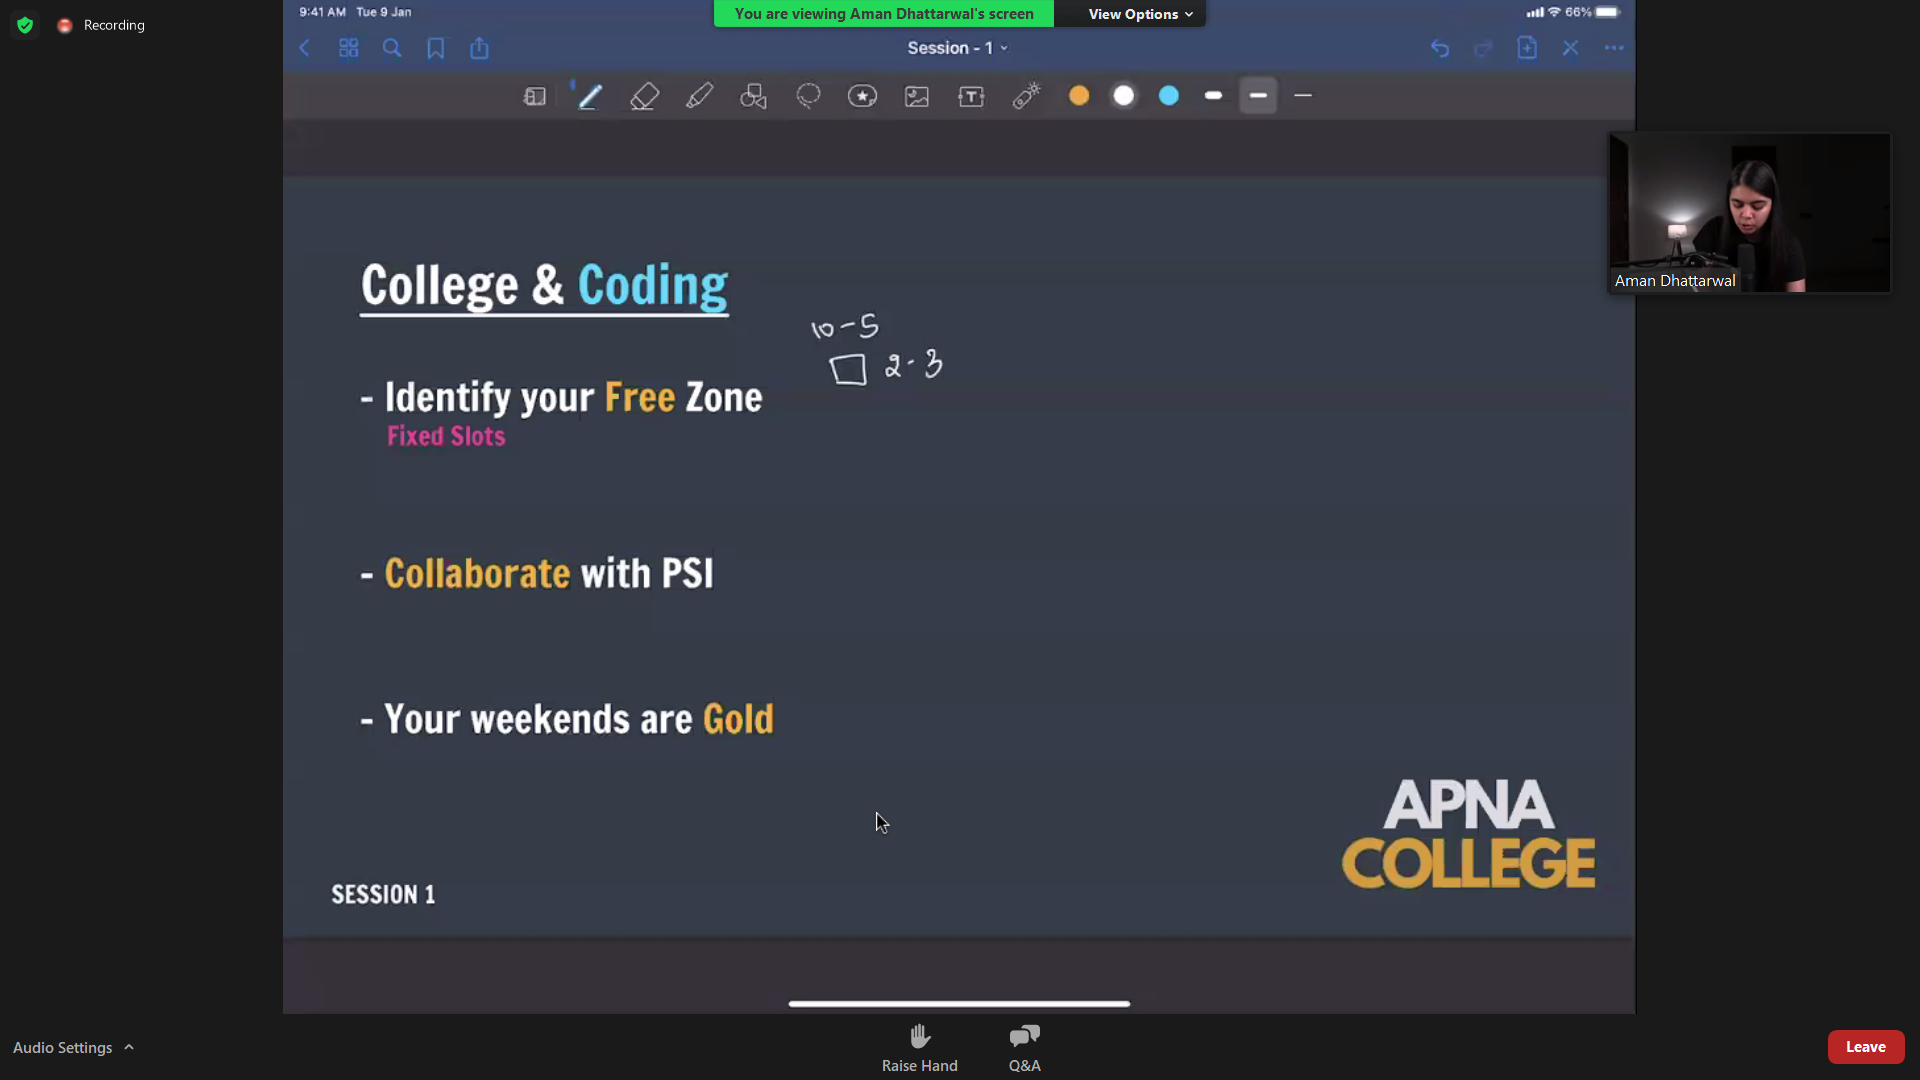 Recording
9:41 AM Tue 9 Jan
You are viewing Aman Dhattarwal's screen
View Options
66%
Session - 1
T
Aman Dhattarwal
College & Coding
10-5
2-3
- Identify your Free Zone
Fixed Slots
- Collaborate with PSI
- Your weekends are Gold
APNA
COLLEGE
SESSION 1
Audio Settings
Raise Hand
Q&A
Leave